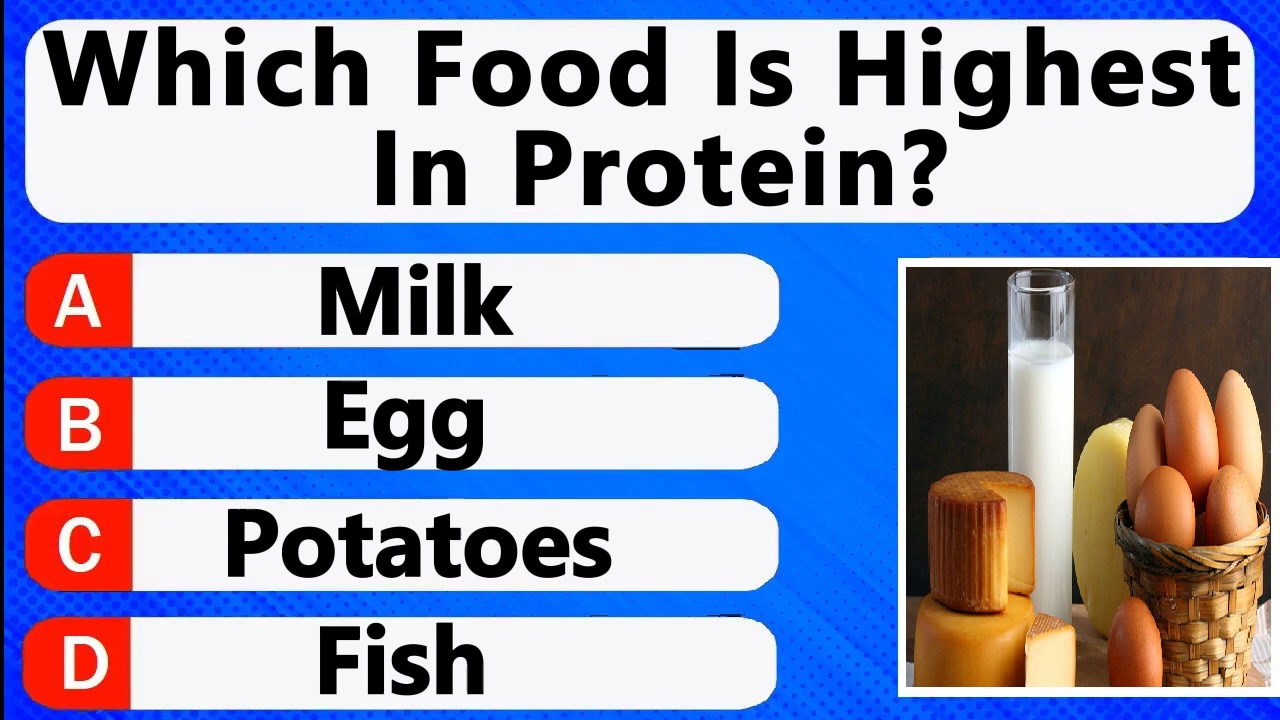 Which Food Is Highest
In Protein?
A Milk
B Egg
C Potatoes
D Fish